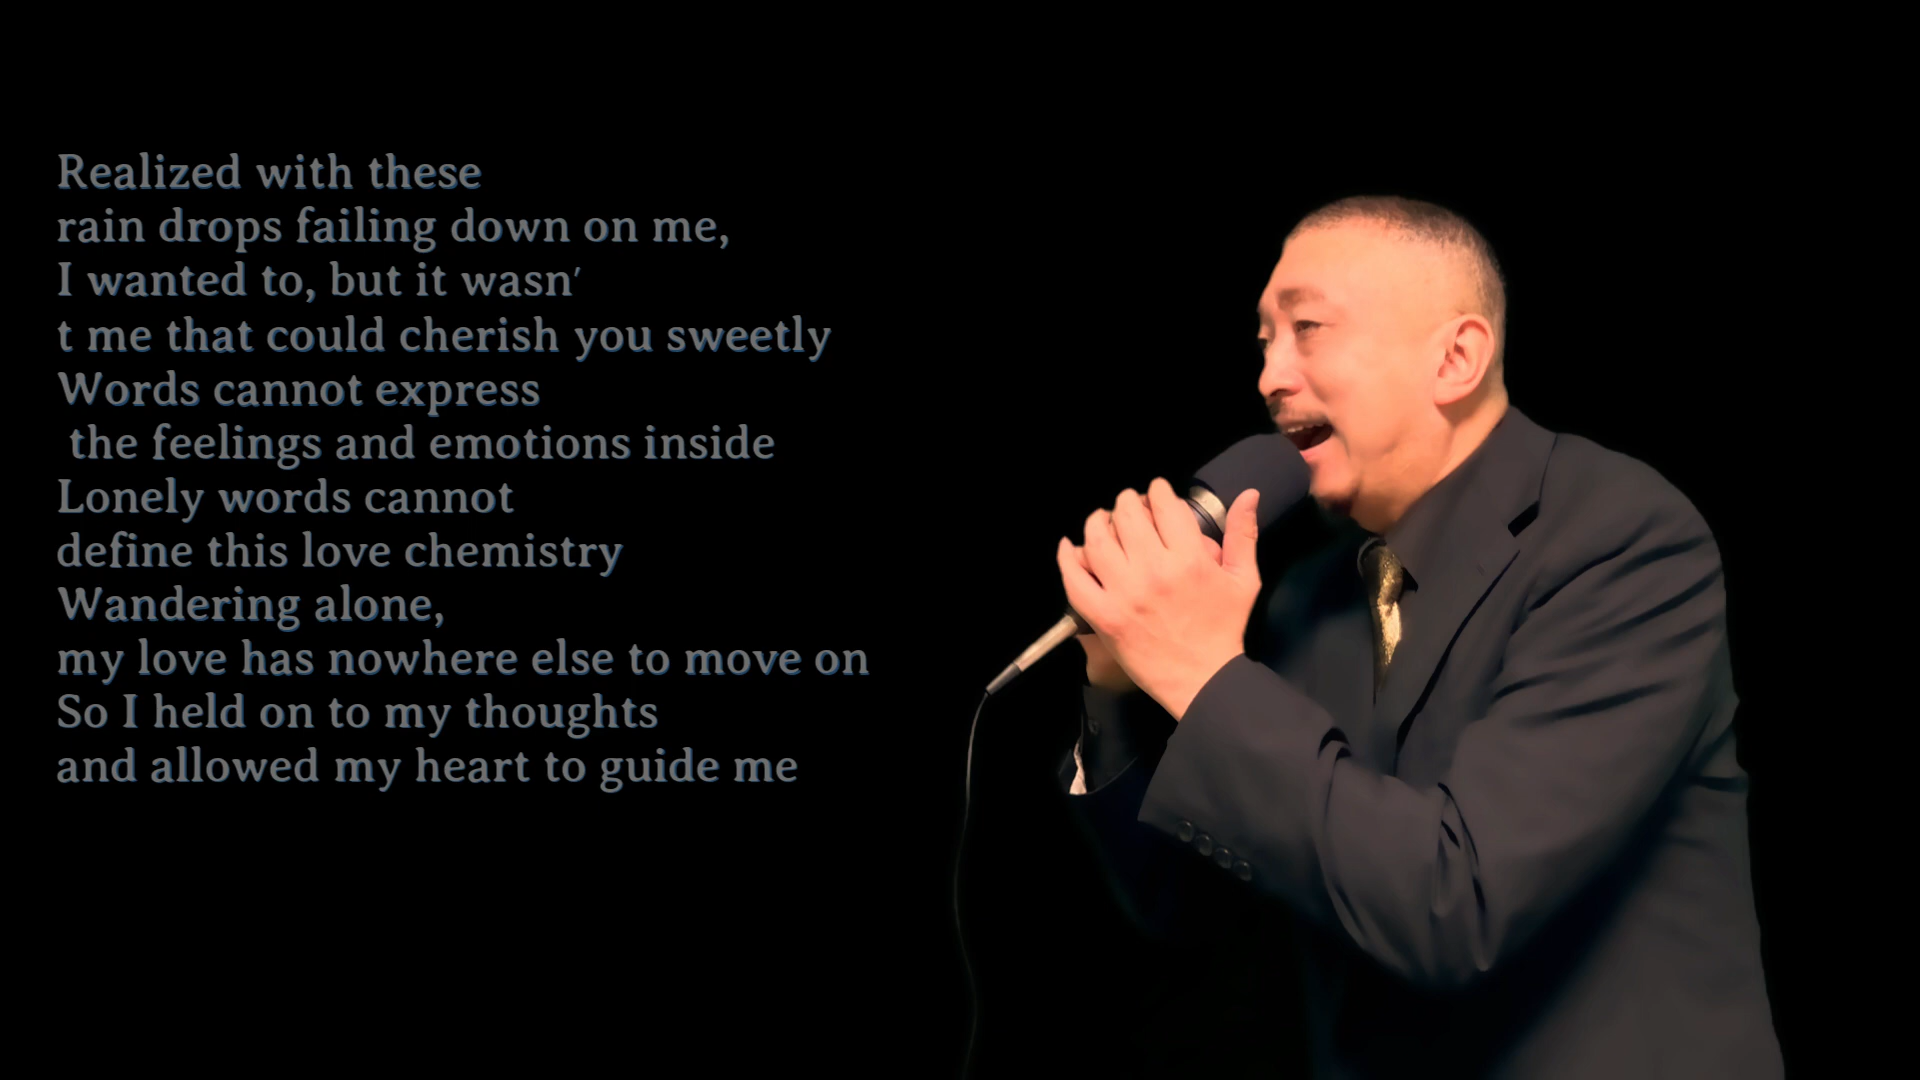 Realized with these
rain drops failing down on me,
I wanted to, but it wasn'
t me that could cherish you sweetly
Words cannot express
the feelings and emotions inside
Lonely words cannot
define this love chemistry
Wandering alone,
my love has nowhere else to move on
So I held on to my thoughts
and allowed my heart to guide me